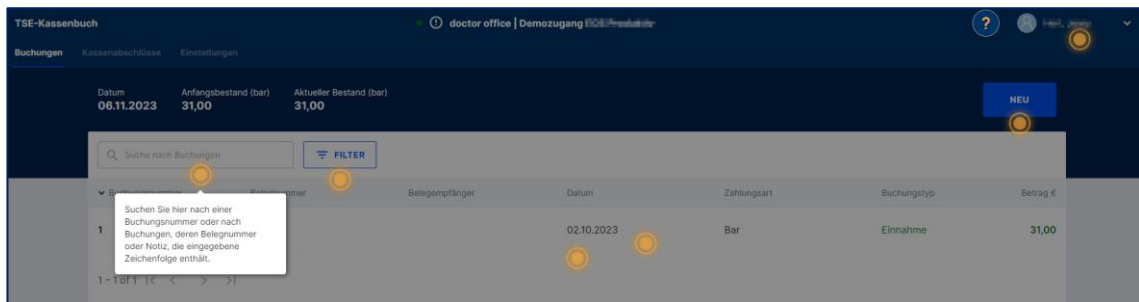 TSE-Kassenbuch
doctor office | Demozugang
?
Buchungen Kassenabschlüsse Einstellungen
Datum Anfangsbestand (bar) Aktueller Bestand (bar)
06.11.2023 31,00 31,00
NEU
Suche nach Buchungen FILTER
Belegempfänger Datum Zahlungsart Buchungstyp Betrag €
Suchen Sie hier nach einer
Buchungsnummer oder nach
Buchungen, deren Belegnummer
oder Notiz, die eingegebene
Zeichenfolge enthält.
1 02.10.2023 Bar Einnahme 31,00
1 – 1 of 1